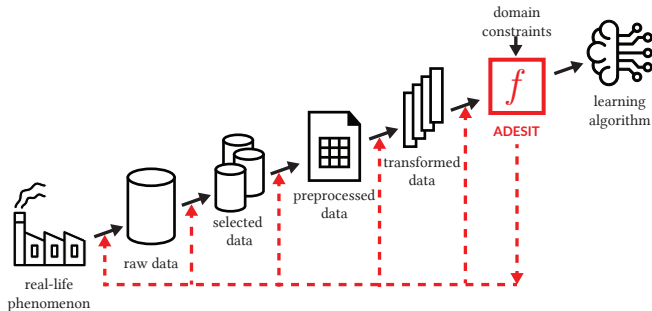 domain
constraints
f
ADESIT
learning
algorithm
transformed
data
preprocessed
data
selected
data
raw data
real-life
phenomenon